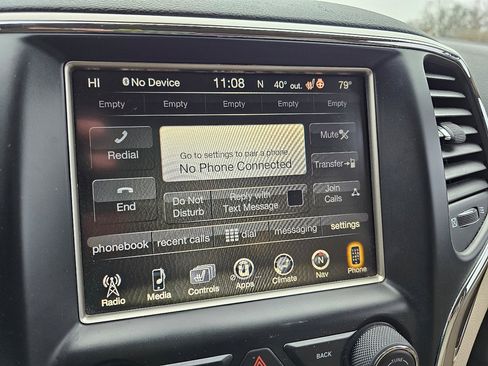 HI No Device 11:08 N 40° out. 79°
Empty Empty Empty Empty Empty
Redial
Go to settings to pair a phone
No Phone Connected
Mute
Transfer
End
Do Not
Disturb
Reply with
Text Message
Join
Calls
phonebook recent calls dial messaging settings
Radio Media Controls Apps Climate Nav Phone
N
BACK
TUNE